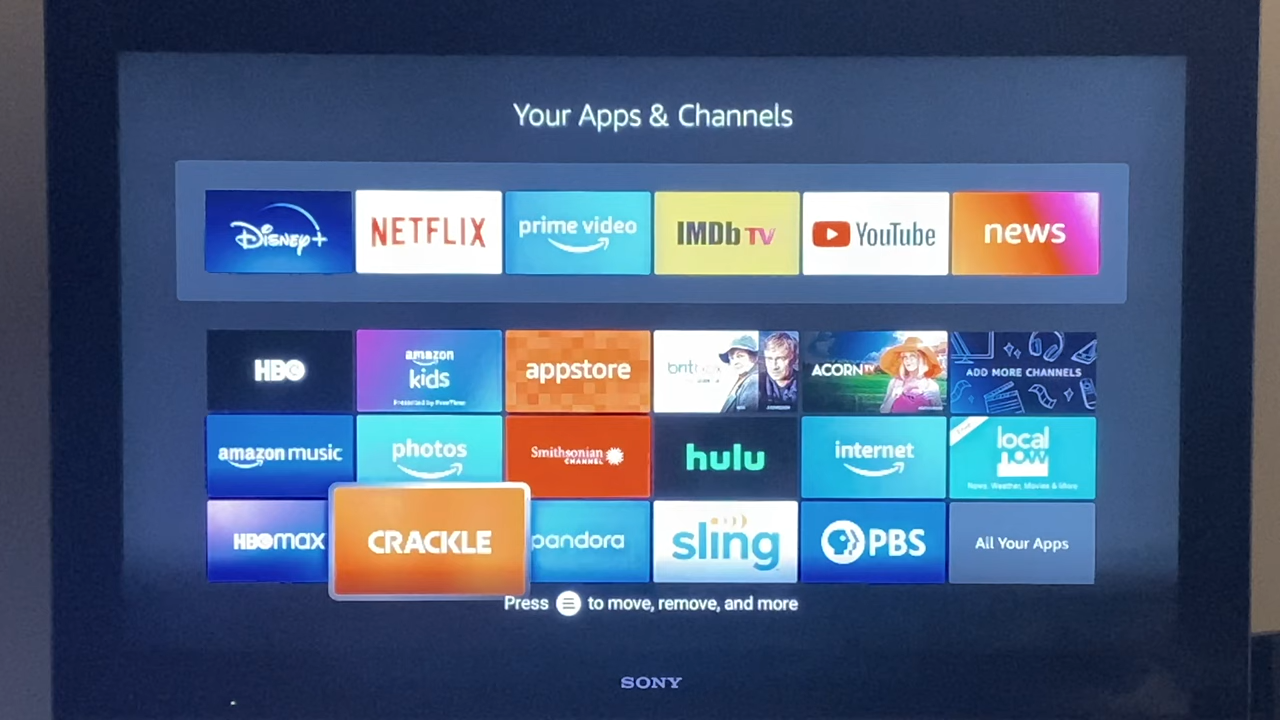 Your Apps & Channels
Disney+
NETFLIX
prime video
IMDb TV
YouTube
news
HBO
amazon
kids
appstore
ACORN TV
ADD MORE CHANNELS
amazon music
photos
Smithsonian
CHANNEL
hulu
internet
local
now
News, Weather, Movies & More
HBOmax
CRACKLE
pandora
sling
PBS
All Your Apps
Press to move, remove, and more
SONY